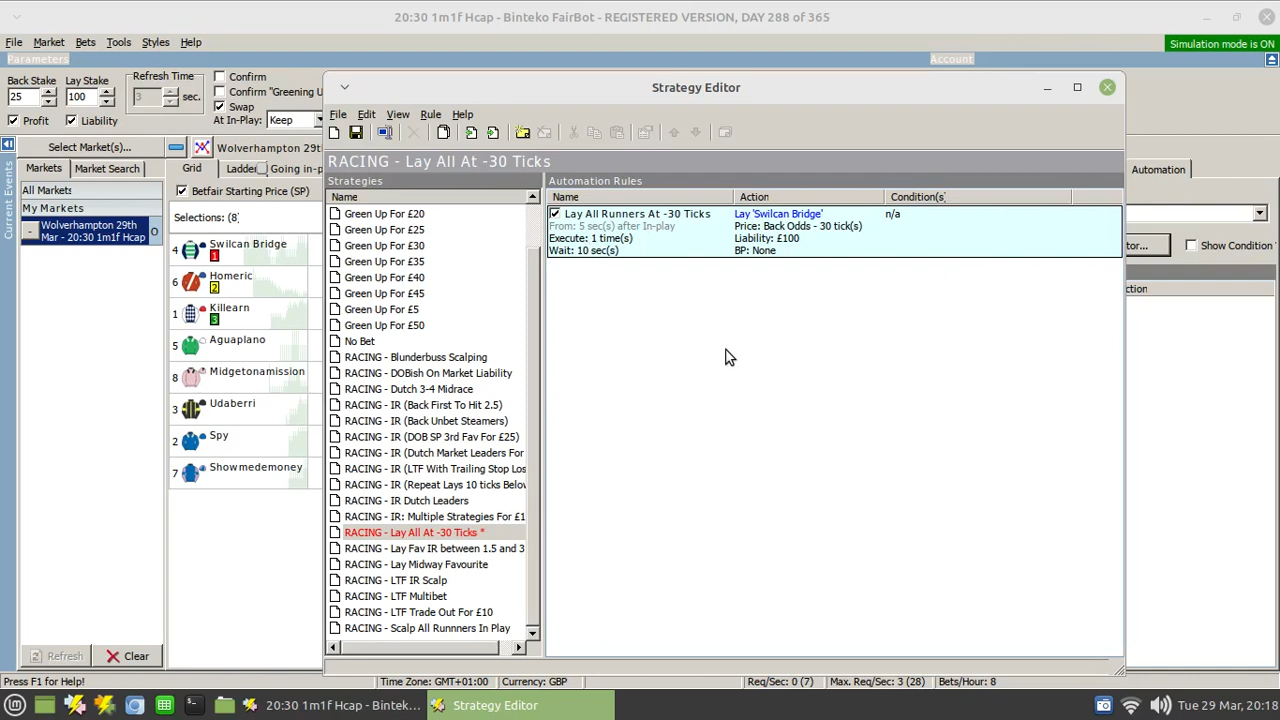 20:30 1m1f Hcap - Binteko FairBot - REGISTERED VERSION, DAY 288 of 365
File Market Bets Tools Styles Help
Simulation mode is ON
Parameters
Account
Back Stake
Lay Stake
Refresh Time
Confirm
25
100
3
sec.
Confirm "Greening U
Swap
Profit
Liability
At In-Play:
Keep
Current Events
Select Market(s)...
Wolverhampton 29th
Markets
Market Search
Grid
Ladder
Going in-p
All Markets
Betfair Starting Price (SP)
My Markets
Wolverhampton 29th
Mar - 20:30 1m1f Hcap
-
O
Selections: (8)
4 Swilcan Bridge
1
6 Homeric
2
1 Killearn
3
5 Aguaplano
8 Midgetonamission
3 Udaberri
2 Spy
7 Showmedemoney
Refresh
Clear
Strategy Editor
File Edit View Rule Help
RACING - Lay All At -30 Ticks
Strategies
Name
Green Up For £20
Green Up For £25
Green Up For £30
Green Up For £35
Green Up For £40
Green Up For £45
Green Up For £5
Green Up For £50
No Bet
RACING - Blunderbuss Scalping
RACING - DOBish On Market Liability
RACING - Dutch 3-4 Midrace
RACING - IR (Back First To Hit 2.5)
RACING - IR (Back Unbet Steamers)
RACING - IR (DOB SP 3rd Fav For £25)
RACING - IR (Dutch Market Leaders For
RACING - IR (LTF With Trailing Stop Los
RACING - IR (Repeat Lays 10 ticks Belov
RACING - IR Dutch Leaders
RACING - IR: Multiple Strategies For £1
RACING - Lay All At -30 Ticks *
RACING - Lay Fav IR between 1.5 and 3
RACING - Lay Midway Favourite
RACING - LTF IR Scalp
RACING - LTF Multibet
RACING - LTF Trade Out For £10
RACING - Scalp All Runnners In Play
Automation Rules
Name Action Condition(s)
Lay All Runners At -30 Ticks Lay 'Swilcan Bridge' n/a
From: 5 sec(s) after In-play Price: Back Odds - 30 tick(s)
Execute: 1 time(s) Liability: £100
Wait: 10 sec(s) BP: None
Automation
tor...
Show Condition
ction
Press F1 for Help!
Time Zone: GMT+01:00
Currency: GBP
Req/Sec: 0 (7)
Max. Req/Sec: 3 (28)
Bets/Hour: 8
20:30 1m1f Hcap - Bintek...
Strategy Editor
Tue 29 Mar, 20:18